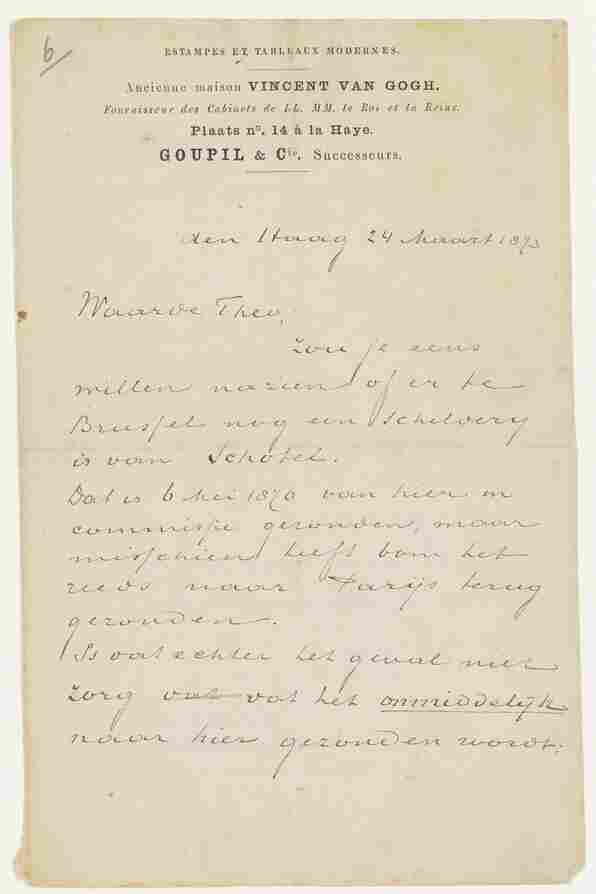 6
ESTAMPES ET TABLEAUX MODERNES.
Ancienne maison VINCENT VAN GOGH.
Fournisseur des Cabinets de LL. MM. le Roi et la Reine.
Plaats nº. 14 à la Haye.
GOUPIL & Cie. Successeurs.
den Haag 24 Maart 1873
Waarde Theo,
Zou je eens
willen nazien of er te
Brussel nog een schilderij
is van Schotel.
Dat is 6 Mei 1870 van hier in
commissie gezonden, maar
misschien heeft bom het
reeds naar Parijs terug
gezonden.
Is dat echter het geval niet
zorg dat dat het onmiddelijk
naar hier gezonden wordt.